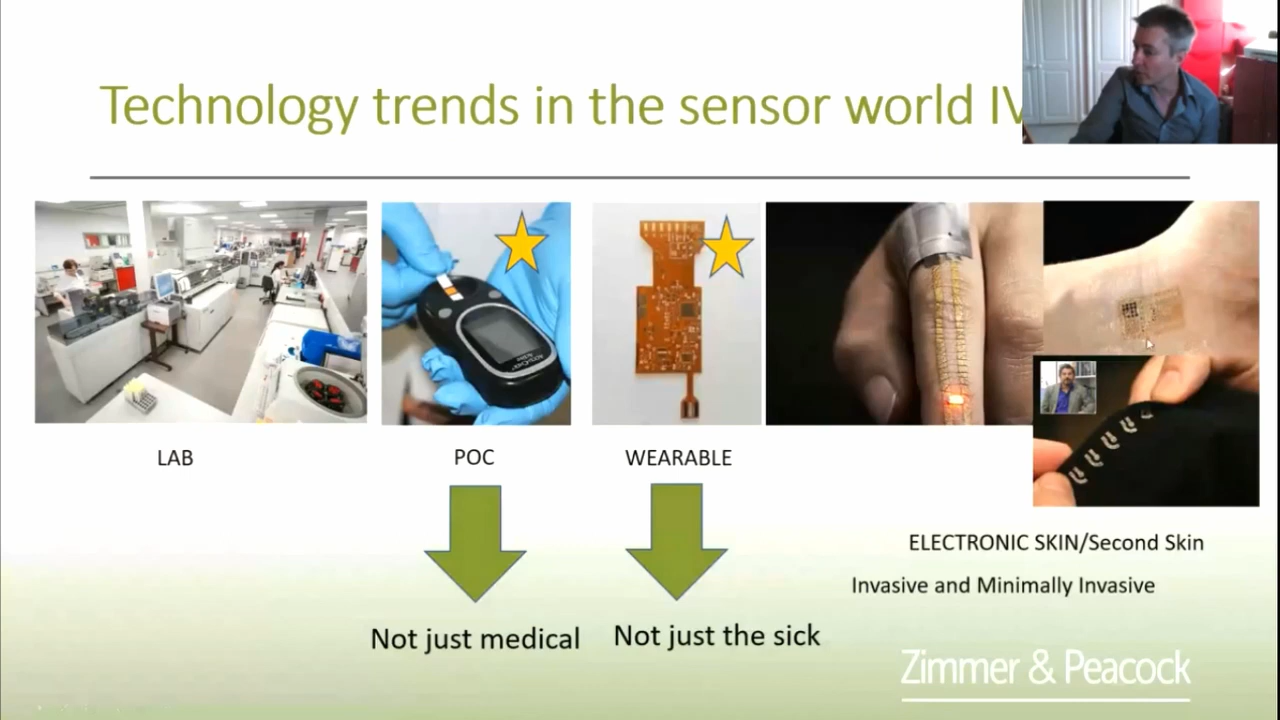 Technology trends in the sensor world IV
LAB
POC
WEARABLE
ELECTRONIC SKIN/Second Skin
Invasive and Minimally Invasive
Not just medical
Not just the sick
Zimmer & Peacock